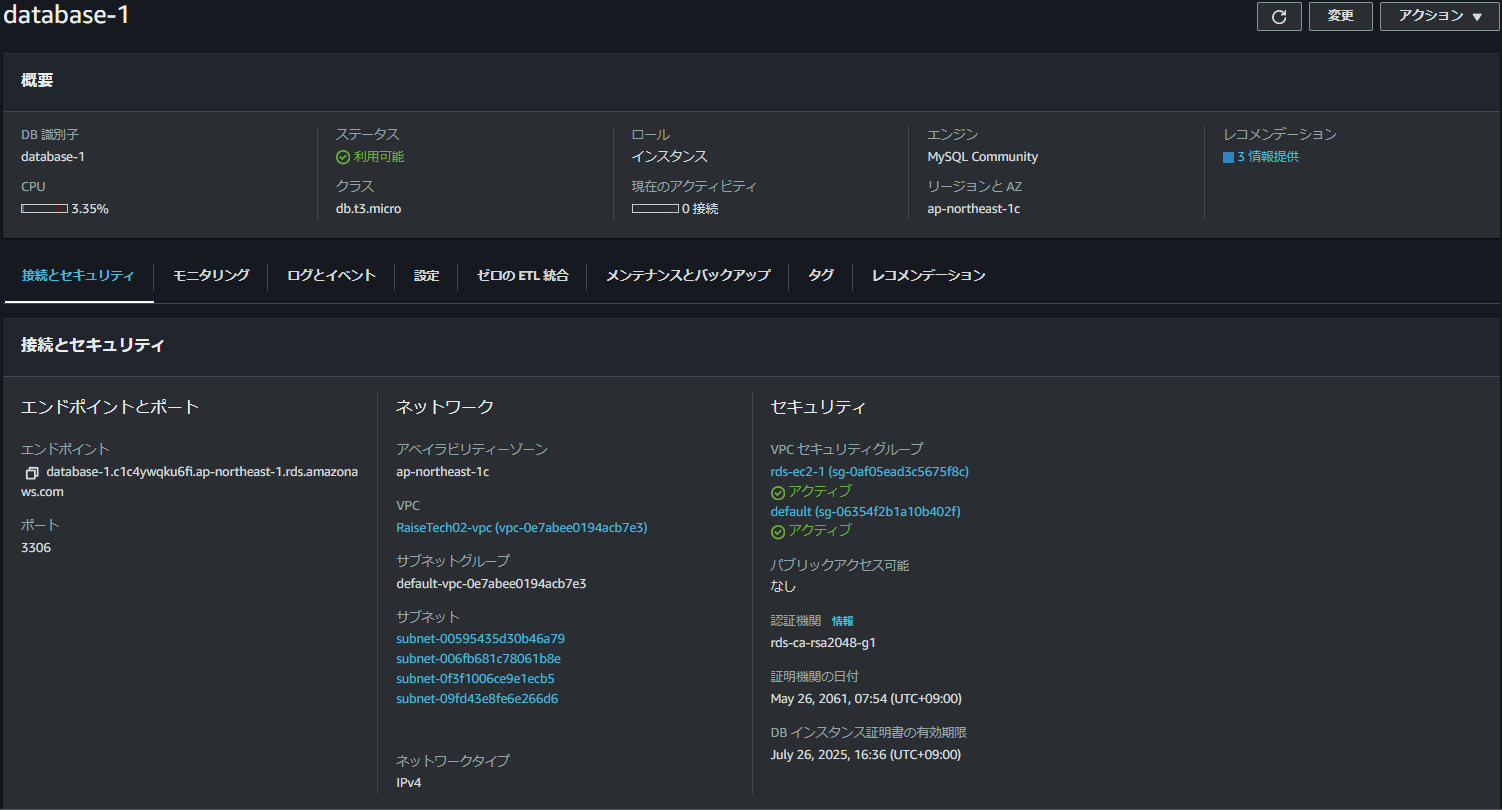 database-1
変更
アクション
概要
DB 識別子
database-1
CPU
3.35%
ステータス
利用可能
クラス
db.t3.micro
ロール
インスタンス
現在のアクティビティ
0 接続
エンジン
MySQL Community
リージョンと AZ
ap-northeast-1c
レコメンデーション
3 情報提供
接続とセキュリティ
モニタリング
ログとイベント
設定
ゼロの ETL 統合
メンテナンスとバックアップ
タグ
レコメンデーション
接続とセキュリティ
エンドポイントとポート
エンドポイント
database-1.c1c4ywqku6fi.ap-northeast-1.rds.amazona
ws.com
ポート
3306
ネットワーク
アベイラビリティーゾーン
ap-northeast-1c
VPC
RaiseTech02-vpc (vpc-0e7abee0194acb7e3)
サブネットグループ
default-vpc-0e7abee0194acb7e3
サブネット
subnet-00595435d30b46a79
subnet-006fb681c78061b8e
subnet-0f3f1006ce9e1ecb5
subnet-09fd43e8fe6e266d6
ネットワークタイプ
IPv4
セキュリティ
VPC セキュリティグループ
rds-ec2-1 (sg-0af05ead3c5675f8c)
アクティブ
default (sg-06354f2b1a10b402f)
アクティブ
パブリックアクセス可能
なし
認証機関 情報
rds-ca-rsa2048-g1
証明機関の日付
May 26, 2061, 07:54 (UTC+09:00)
DB インスタンス証明書の有効期限
July 26, 2025, 16:36 (UTC+09:00)